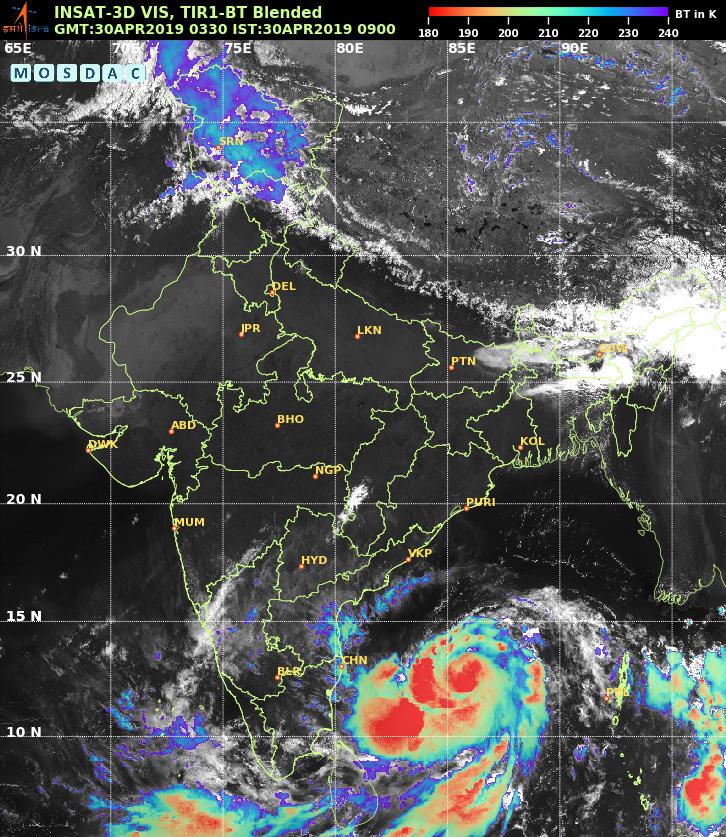 INSAT-3D VIS, TIR1-BT Blended
GMT:30APR2019 0330 IST:30APR2019 0900
BT in K
180 190 200 210 220 230 240
65E 70E 75E 80E 85E 90E
MOSDAC
SRN
30 N
DEL
JPR
LKN
PTN
25 N
ABD
BHO
DWK
KOL
NGP
20 N
PURI
MUM
VKP
HYD
15 N
CHN
BLR
10 N